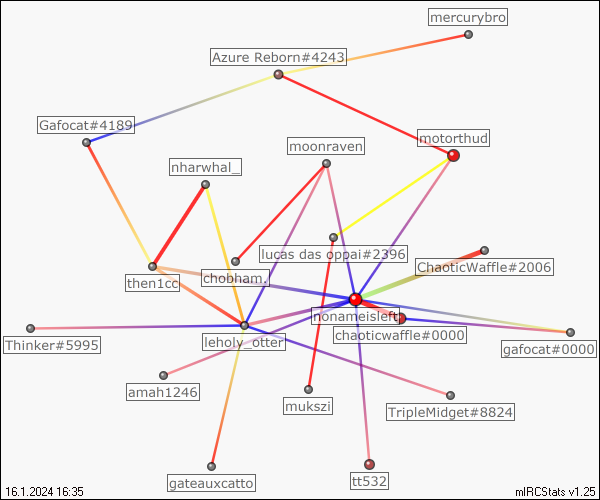 mercurybro
Azure Reborn#4243
Gafocat#4189
motorthud
moonraven
nharwhal_
lucas das oppai#2396
ChaoticWaffle#2006
chobham.
then1cc
nonameisleft
chaoticwaffle#0000
Thinker#5995
leholy_otter
gafocat#0000
amah1246
mukszi
TripleMidget#8824
gateauxcatto
tt532
16.1.2024 16:35
mIRCStats v1.25